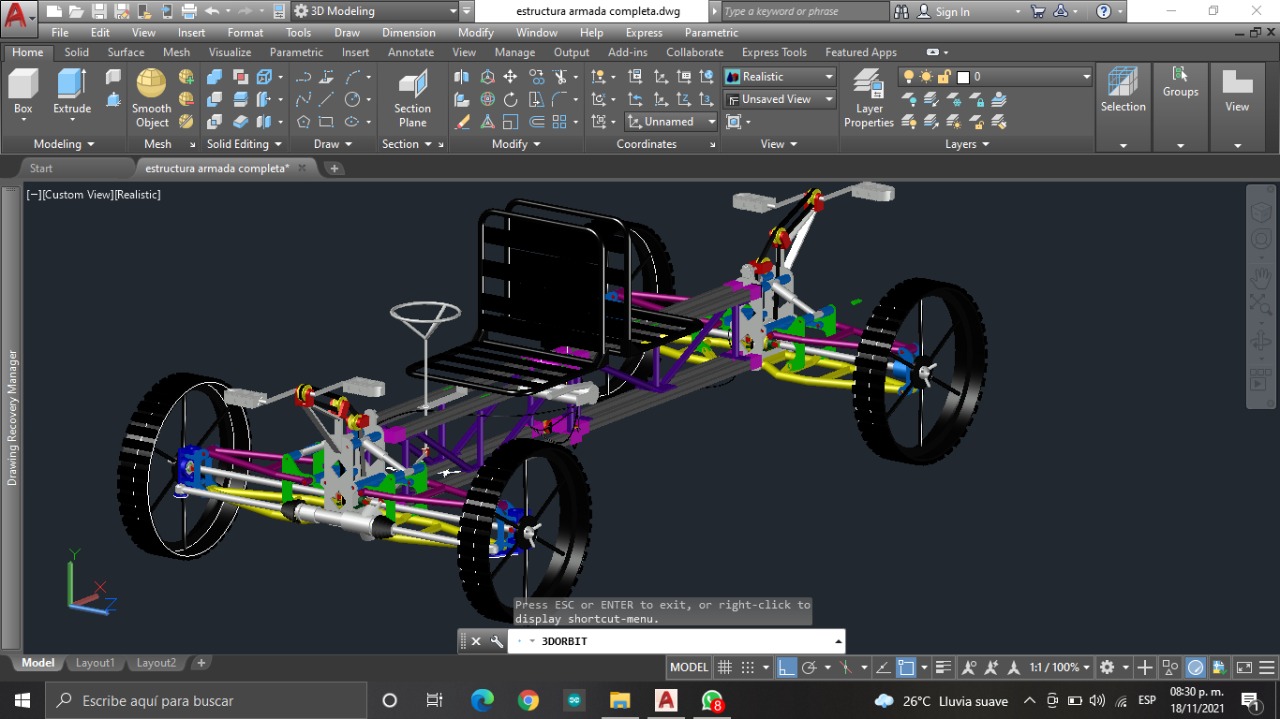 3D Modeling
estructura armada completa.dwg
Type a keyword or phrase
Sign In
File Edit View Insert Format Tools Draw Dimension Modify Window Help Express Parametric
Home Solid Surface Mesh Visualize Parametric Insert Annotate View Manage Output Add-ins Collaborate Express Tools Featured Apps
Box
Extrude
Smooth
Object
Section
Plane
Realistic
Unsaved View
Unnamed
Layer
Properties
0
Selection
Groups
View
Modeling
Mesh
Solid Editing
Draw
Section
Modify
Coordinates
View
Layers
Start
estructura armada completa*
[−][Custom View][Realistic]
Drawing Recovery Manager
Y
X
Z
Press ESC or ENTER to exit, or right-click to
display shortcut-menu.
3DORBIT
Model Layout1 Layout2
MODEL
1:1 / 100%
Escribe aquí para buscar
8
26°C Lluvia suave
ESP
08:30 p. m.
18/11/2021
1